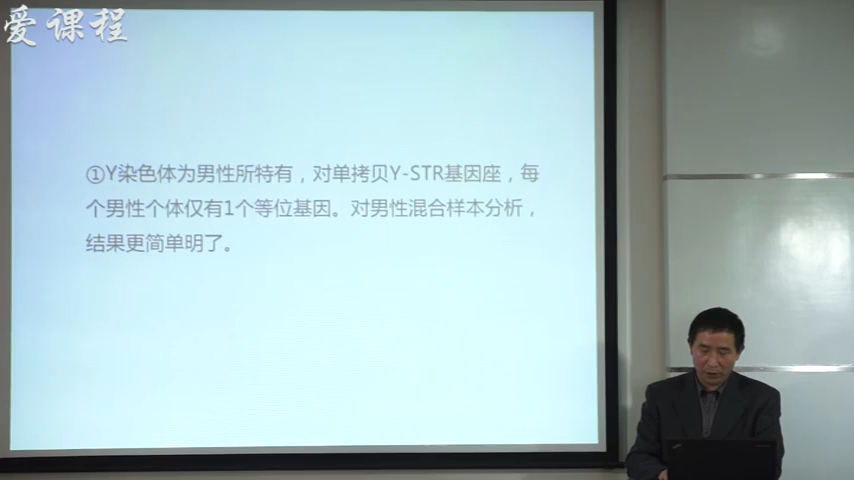 爱课程
①Y染色体为男性所特有，对单拷贝Y-STR基因座，每
个男性个体仅有1个等位基因。对男性混合样本分析，
结果更简单明了。